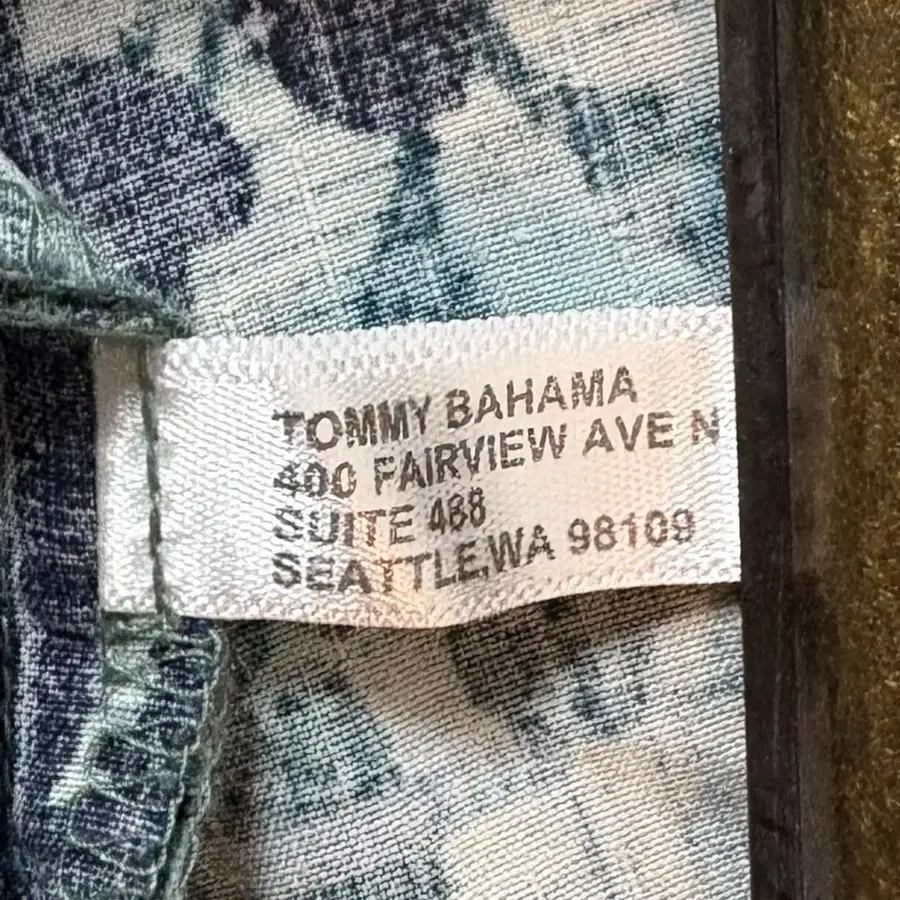 TOMMY BAHAMA
400 FAIRVIEW AVE N
SUITE 488
SEATTLE,WA 98109